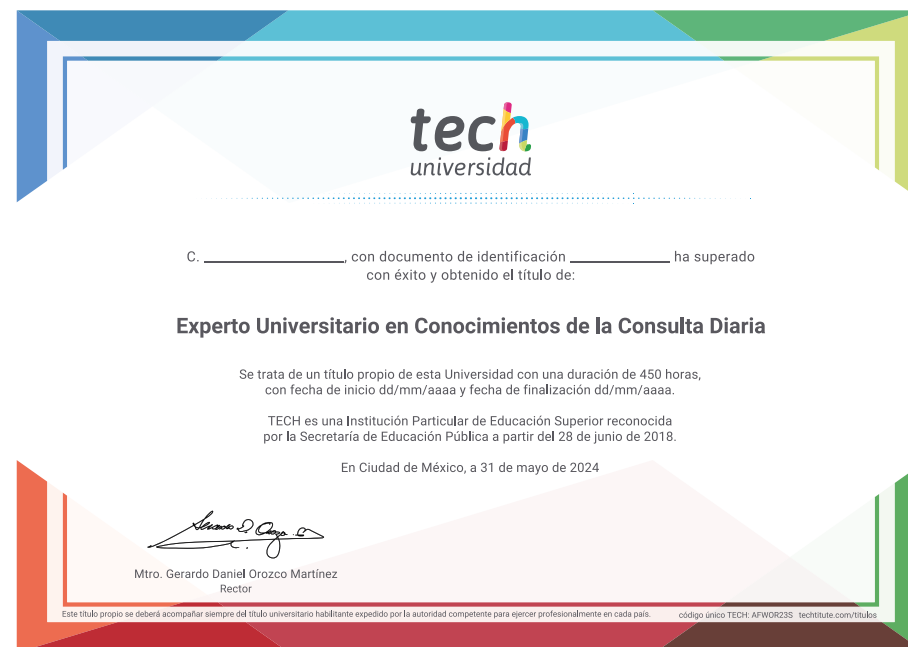 tech
universidad
C. ____________, con documento de identificación ____________ ha superado
con éxito y obtenido el título de:
Experto Universitario en Conocimientos de la Consulta Diaria
Se trata de un título propio de esta Universidad con una duración de 450 horas,
con fecha de inicio dd/mm/aaaa y fecha de finalización dd/mm/aaaa.
TECH es una Institución Particular de Educación Superior reconocida
por la Secretaría de Educación Pública a partir del 28 de junio de 2018.
En Ciudad de México, a 31 de mayo de 2024
Mtro. Gerardo Daniel Orozco Martínez
Rector
Este título propio se deberá acompañar siempre del título universitario habilitante expedido por la autoridad competente para ejercer profesionalmente en cada país. código único TECH: AFWOR23S techtitute.com/titulos